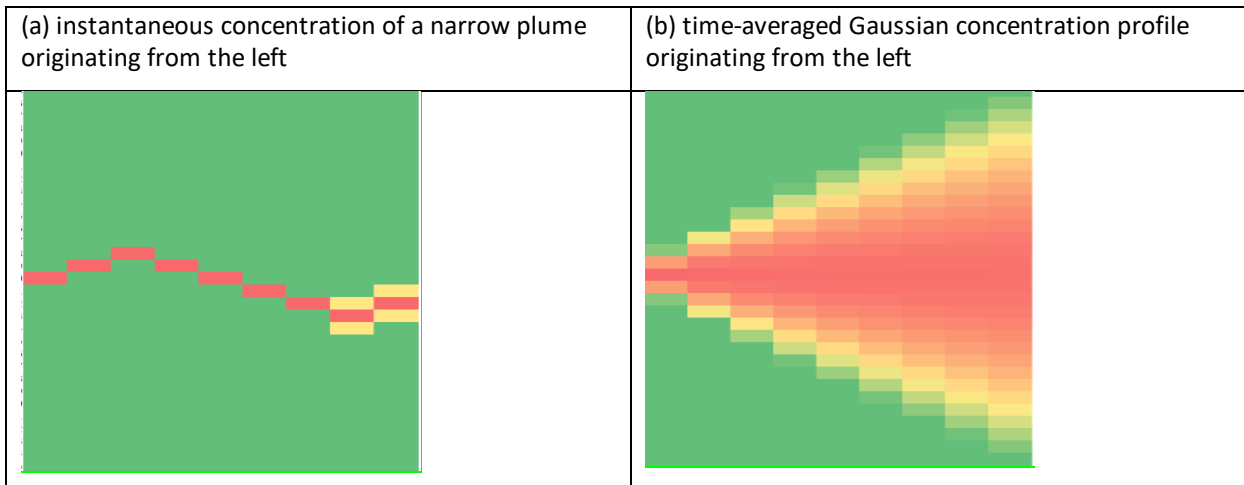 (a) instantaneous concentration of a narrow plume
originating from the left
(b) time-averaged Gaussian concentration profile
originating from the left